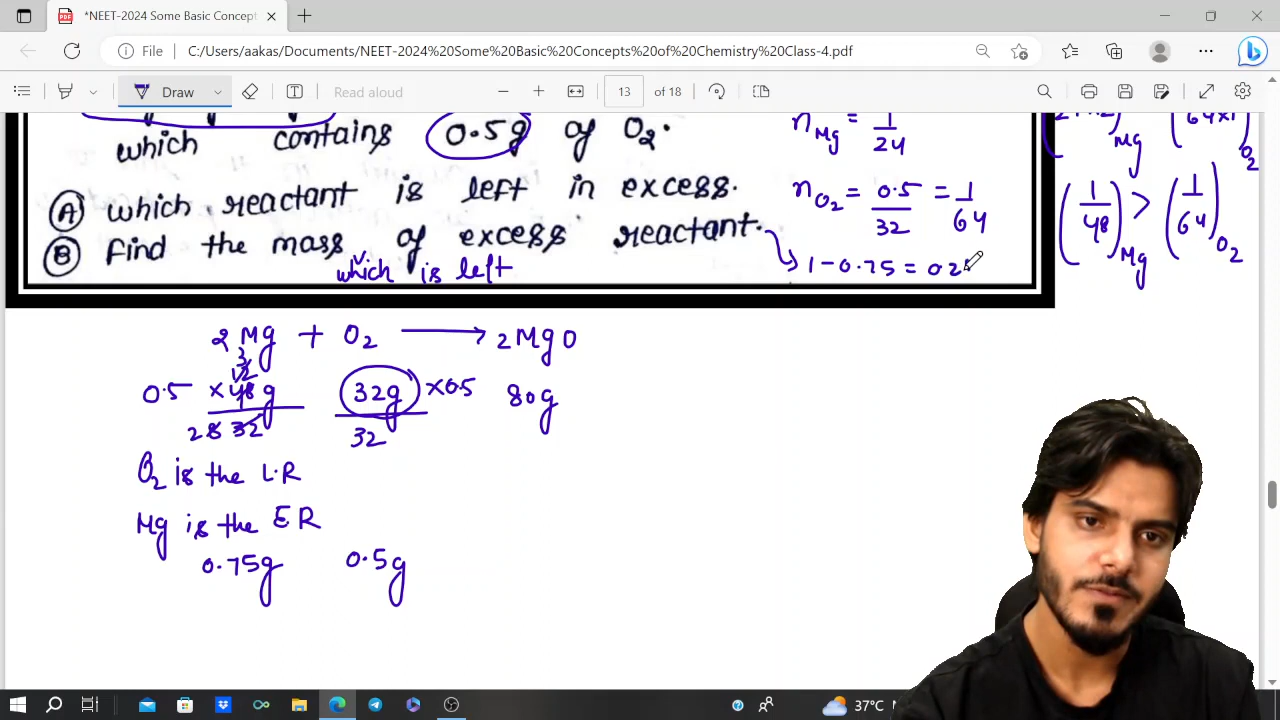 *NEET-2024 Some Basic Concept
File
C:/Users/aakas/Documents/NEET-2024%20Some%20Basic%20Concepts%20of%20Chemistry%20Class-4.pdf
Draw
Read aloud
13 of 18
which contains 0.5g of O2.
(A) which reactant is left in excess.
(B) Find the mass of excess reactant.
which is left
nMg = 1/24
nO2 = 0.5/32 = 1/64
1 - 0.75 = 0.2
(1/48)Mg > (1/64)O2
2Mg + O2 → 2MgO
0.5 × 48g 32g × 0.5 80g
32
O2 is the L.R
Mg is the ER
0.75g 0.5g
37°C